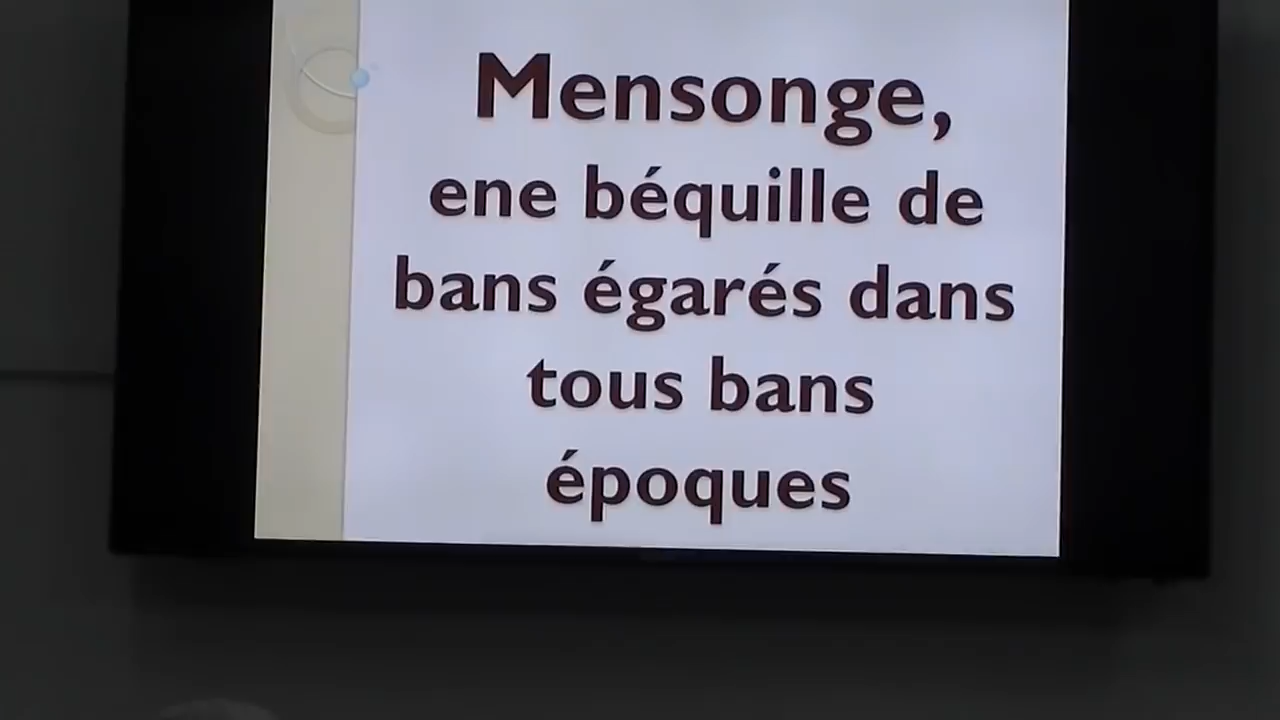 Mensonge,
ene béquille de
bans égarés dans
tous bans
époques